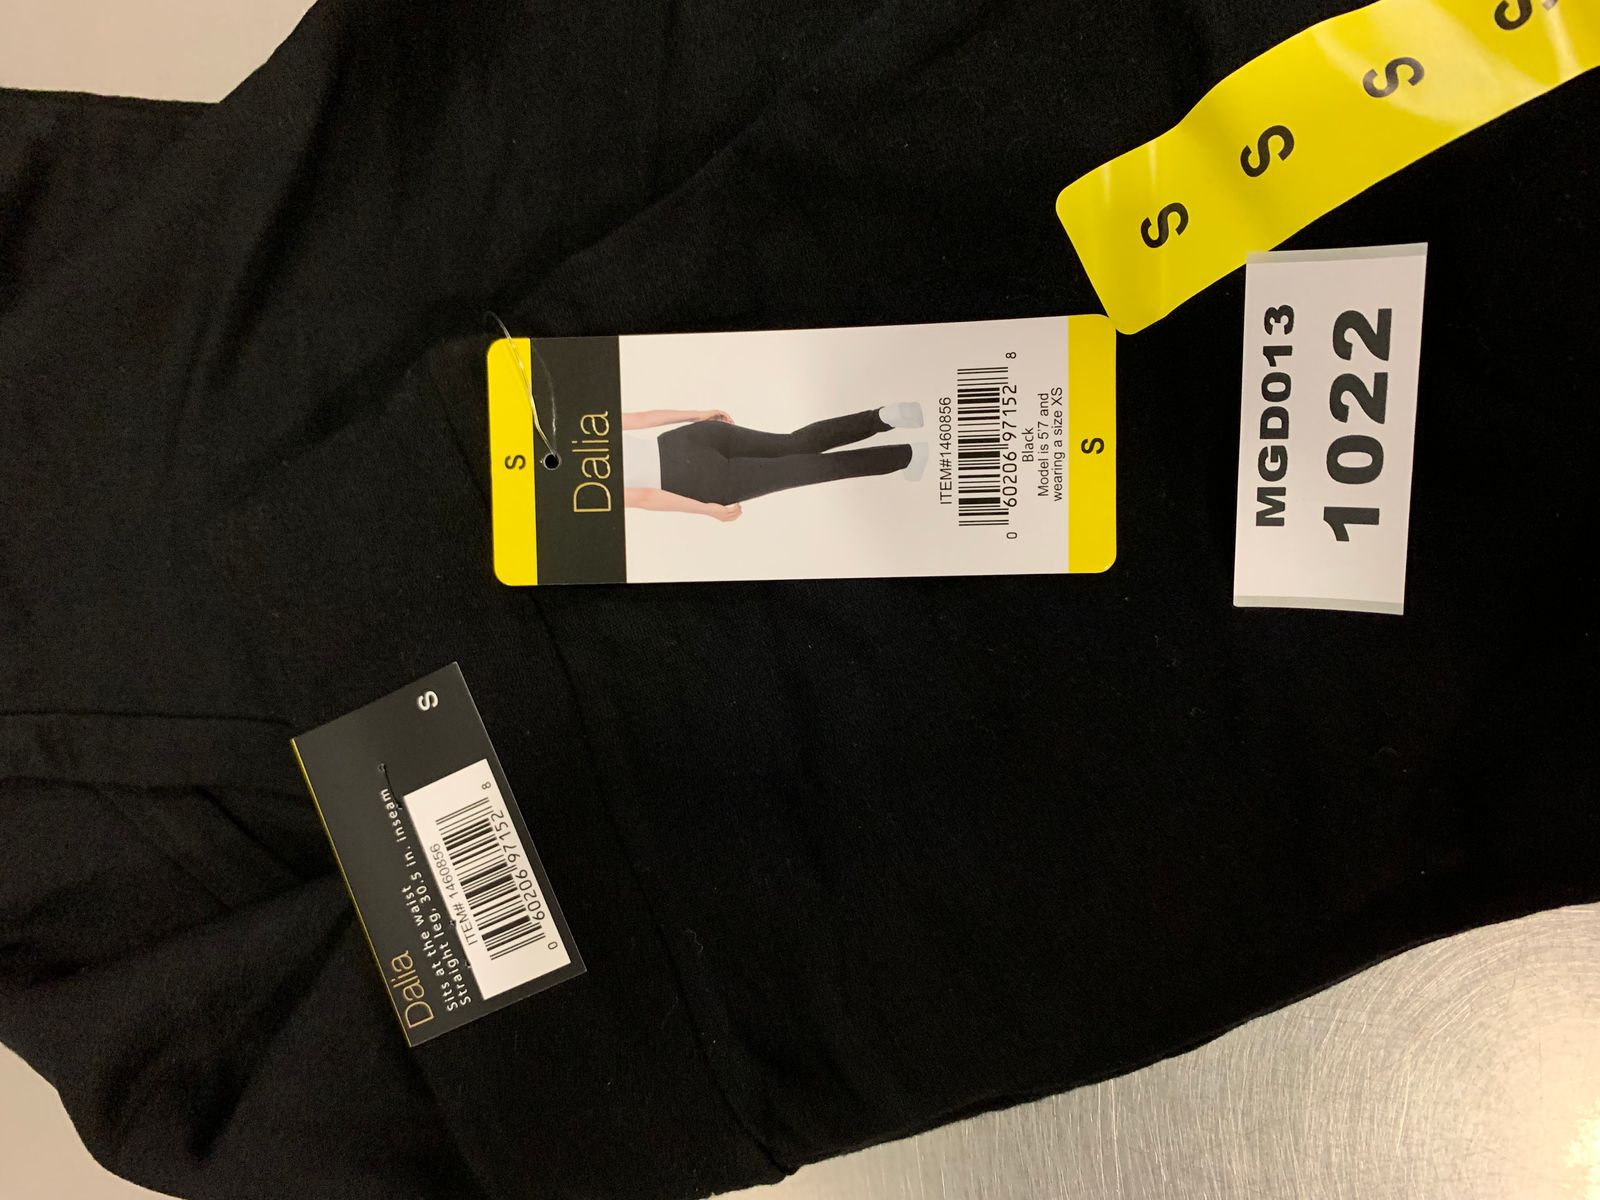 S
S
S
S
S
Dalia
ITEM#1460856
0 60206 97152 8
Black
Model is 5'7 and
wearing a size XS
S
MGD013
1022
S
Dalia
Sits at the waist
Straight leg, 30.5 in. inseam
ITEM# 1460856
0 60206 97152 8